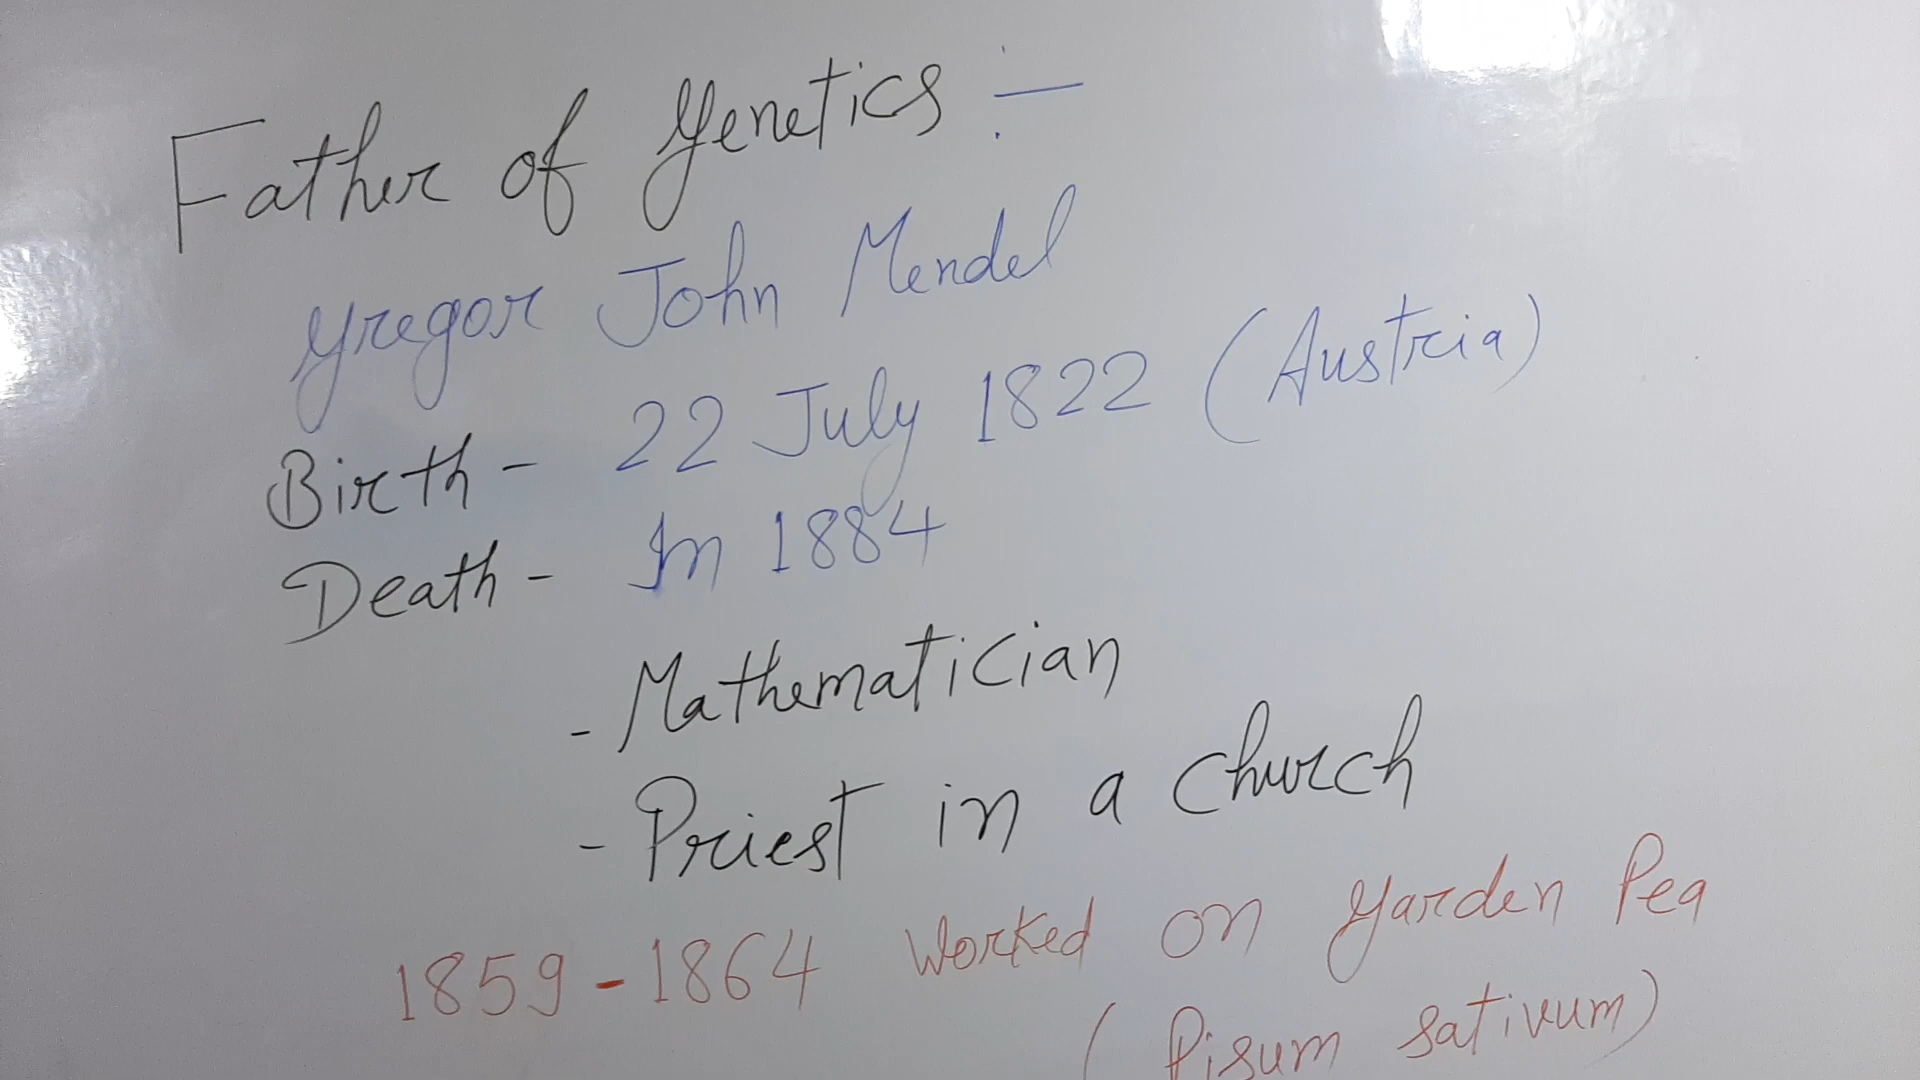 Father of Genetics :-
Gregor John Mendel
Birth - 22 July 1822 (Austria)
Death - In 1884
- Mathematician
- Priest in a church
1859 - 1864 Worked on Garden Pea
(Pisum sativum)